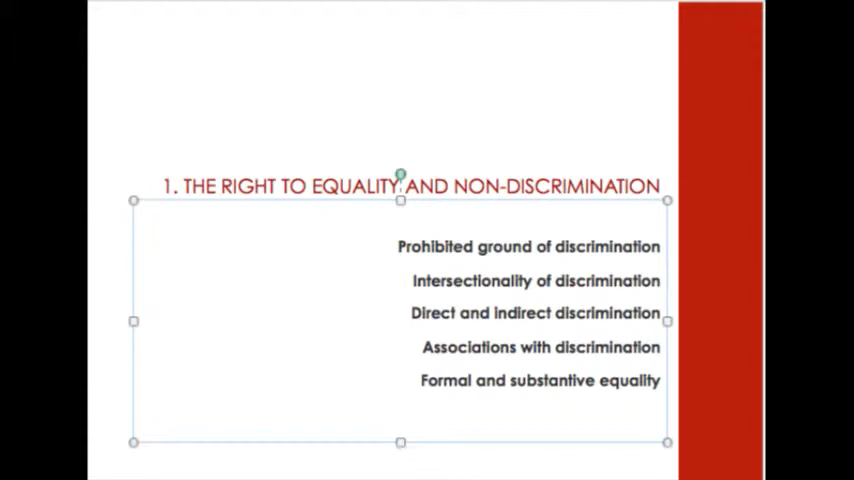 1. THE RIGHT TO EQUALITY AND NON-DISCRIMINATION
Prohibited ground of discrimination
Intersectionality of discrimination
Direct and indirect discrimination
Associations with discrimination
Formal and substantive equality